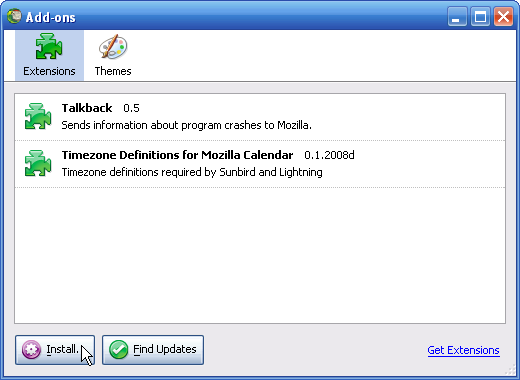 Add-ons
Extensions
Themes
Talkback 0.5
Sends information about program crashes to Mozilla.
Timezone Definitions for Mozilla Calendar 0.1.2008d
Timezone definitions required by Sunbird and Lightning
Install.
Find Updates
Get Extensions